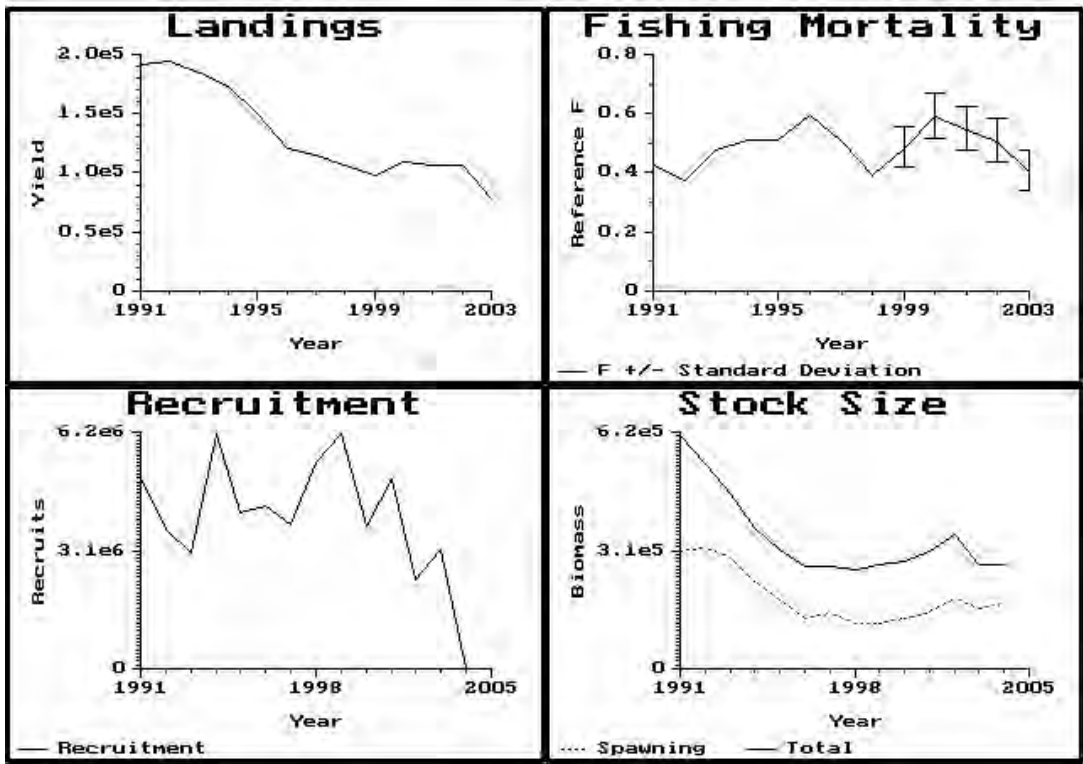 Landings
2.0e5
1.5e5
1.0e5
0.5e5
0
Yield
1991 1995 1999 2003
Year
Fishing Mortality
0.8
0.6
0.4
0.2
0
Reference F
1991 1995 1999 2003
Year
F +/- Standard Deviation
Recruitment
6.2e6
3.1e6
0
Recruits
1991 1998 2005
Year
Recruitment
Stock Size
6.2e5
3.1e5
0
Biomass
1991 1998 2005
Year
Spawning Total